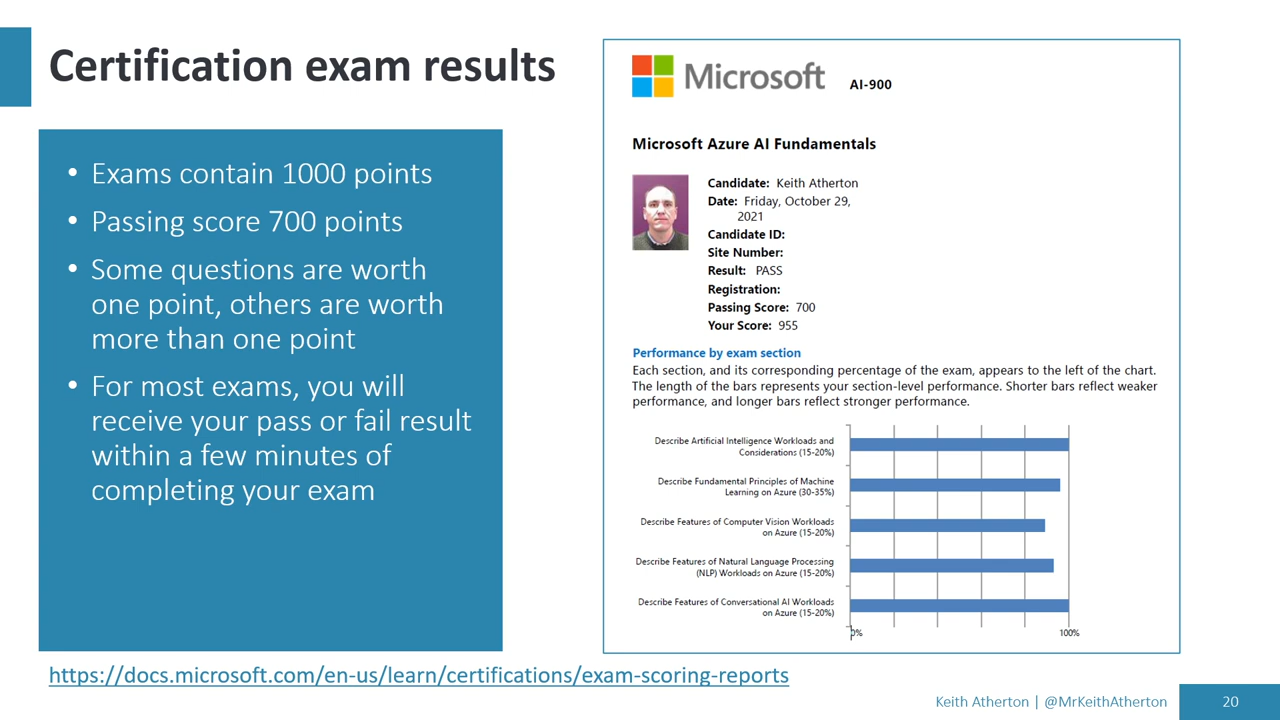 Certification exam results
• Exams contain 1000 points
• Passing score 700 points
• Some questions are worth
one point, others are worth
more than one point
• For most exams, you will
receive your pass or fail result
within a few minutes of
completing your exam
Microsoft AI-900
Microsoft Azure AI Fundamentals
Candidate: Keith Atherton
Date: Friday, October 29,
2021
Candidate ID:
Site Number:
Result: PASS
Registration:
Passing Score: 700
Your Score: 955
Performance by exam section
Each section, and its corresponding percentage of the exam, appears to the left of the chart.
The length of the bars represents your section-level performance. Shorter bars reflect weaker
performance, and longer bars reflect stronger performance.
Describe Artificial Intelligence Workloads and
Considerations (15-20%)
Describe Fundamental Principles of Machine
Learning on Azure (30-35%)
Describe Features of Computer Vision Workloads
on Azure (15-20%)
Describe Features of Natural Language Processing
(NLP) Workloads on Azure (15-20%)
Describe Features of Conversational AI Workloads
on Azure (15-20%)
0% 100%
https://docs.microsoft.com/en-us/learn/certifications/exam-scoring-reports
Keith Atherton | @MrKeithAtherton 20